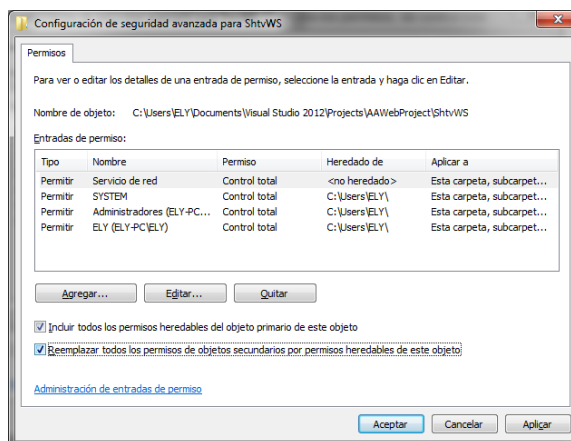 Configuración de seguridad avanzada para ShtvWS
Permisos
Para ver o editar los detalles de una entrada de permiso, seleccione la entrada y haga clic en Editar.
Nombre de objeto: C:\Users\ELY\Documents\Visual Studio 2012\Projects\AAWebProject\ShtvWS
Entradas de permiso:
Tipo Nombre Permiso Heredado de Aplicar a
Permitir Servicio de red Control total <no heredado> Esta carpeta, subcarpet...
Permitir SYSTEM Control total C:\Users\ELY\ Esta carpeta, subcarpet...
Permitir Administradores (ELY-PC... Control total C:\Users\ELY\ Esta carpeta, subcarpet...
Permitir ELY (ELY-PC\ELY) Control total C:\Users\ELY\ Esta carpeta, subcarpet...
Agregar... Editar... Quitar
Incluir todos los permisos heredables del objeto primario de este objeto
Reemplazar todos los permisos de objetos secundarios por permisos heredables de este objeto
Administración de entradas de permiso
Aceptar Cancelar Aplicar